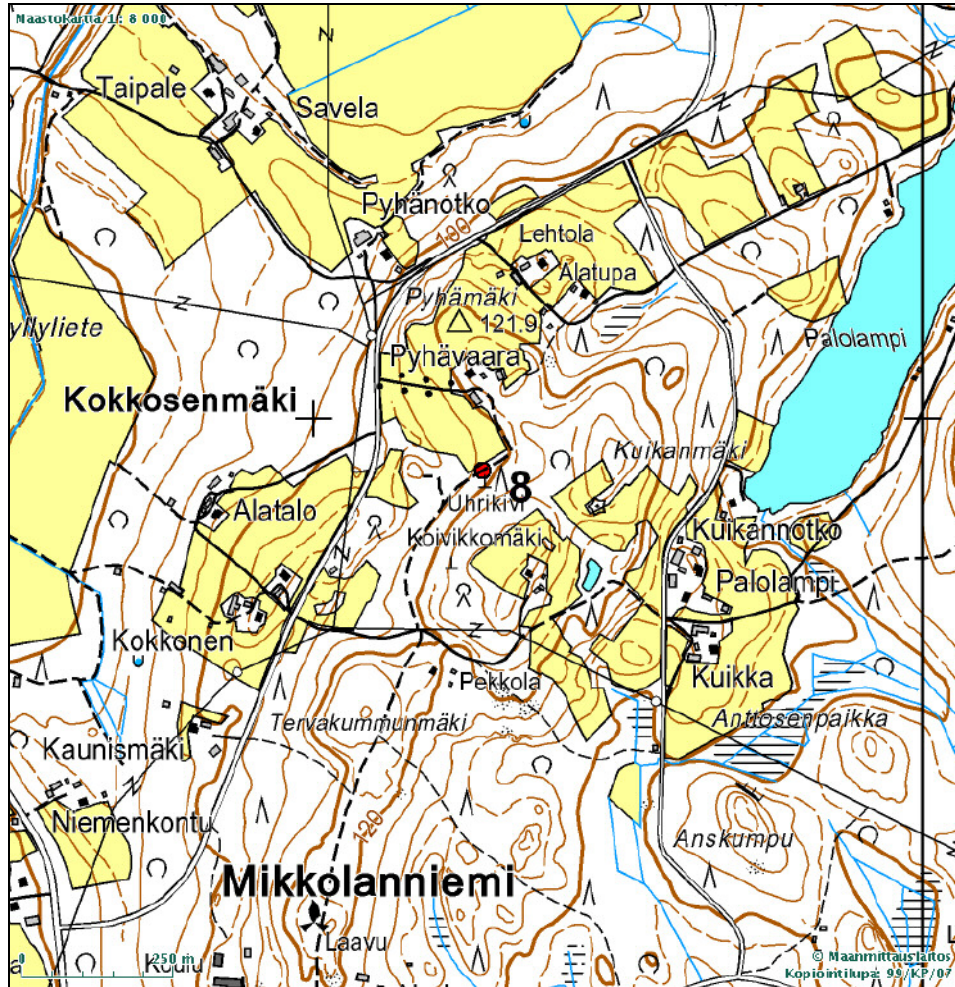 Maastokartta 1: 8 000
Taipale
Savela
Pyhänotko
100
Lehtola
Alatupa
Pyhämäki
121.9
yllyliete
Pyhävaara
Palolampi
Kokkosenmäki
Kuikanmäki
8
Alatalo
Uhrikivi
Koivikkomäki
Kuikannotko
Palolampi
Kokkonen
Pekkola
Kuikka
Tervakummunmäki
Anttosenpaikka
Kaunismäki
Niemenkontu
120
Anskumpu
Mikkolanniemi
Laavu
L
a
0
250 m
Koulu
© Maanmittauslaitos
Kopiointilupa: 99/KP/07